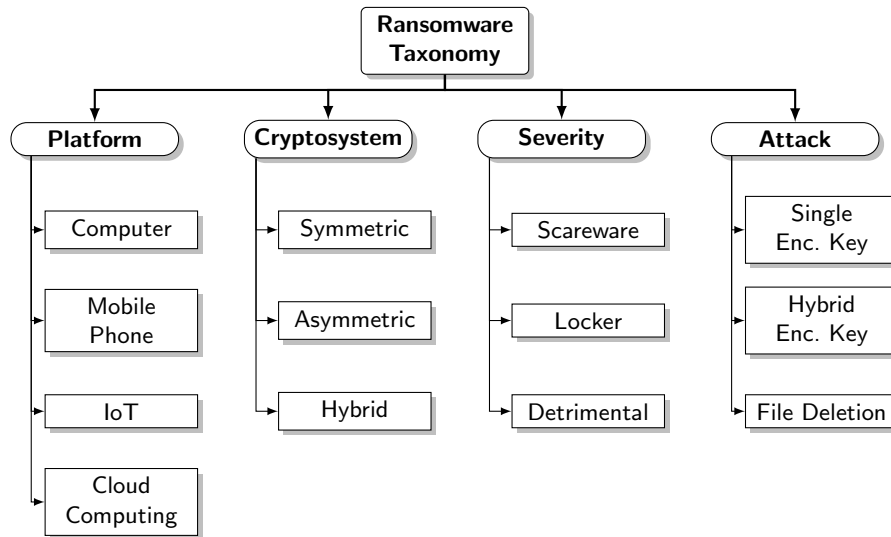 Ransomware
Taxonomy
Platform
Cryptosystem
Severity
Attack
Computer
Mobile
Phone
IoT
Cloud
Computing
Symmetric
Asymmetric
Hybrid
Scareware
Locker
Detrimental
Single
Enc. Key
Hybrid
Enc. Key
File Deletion